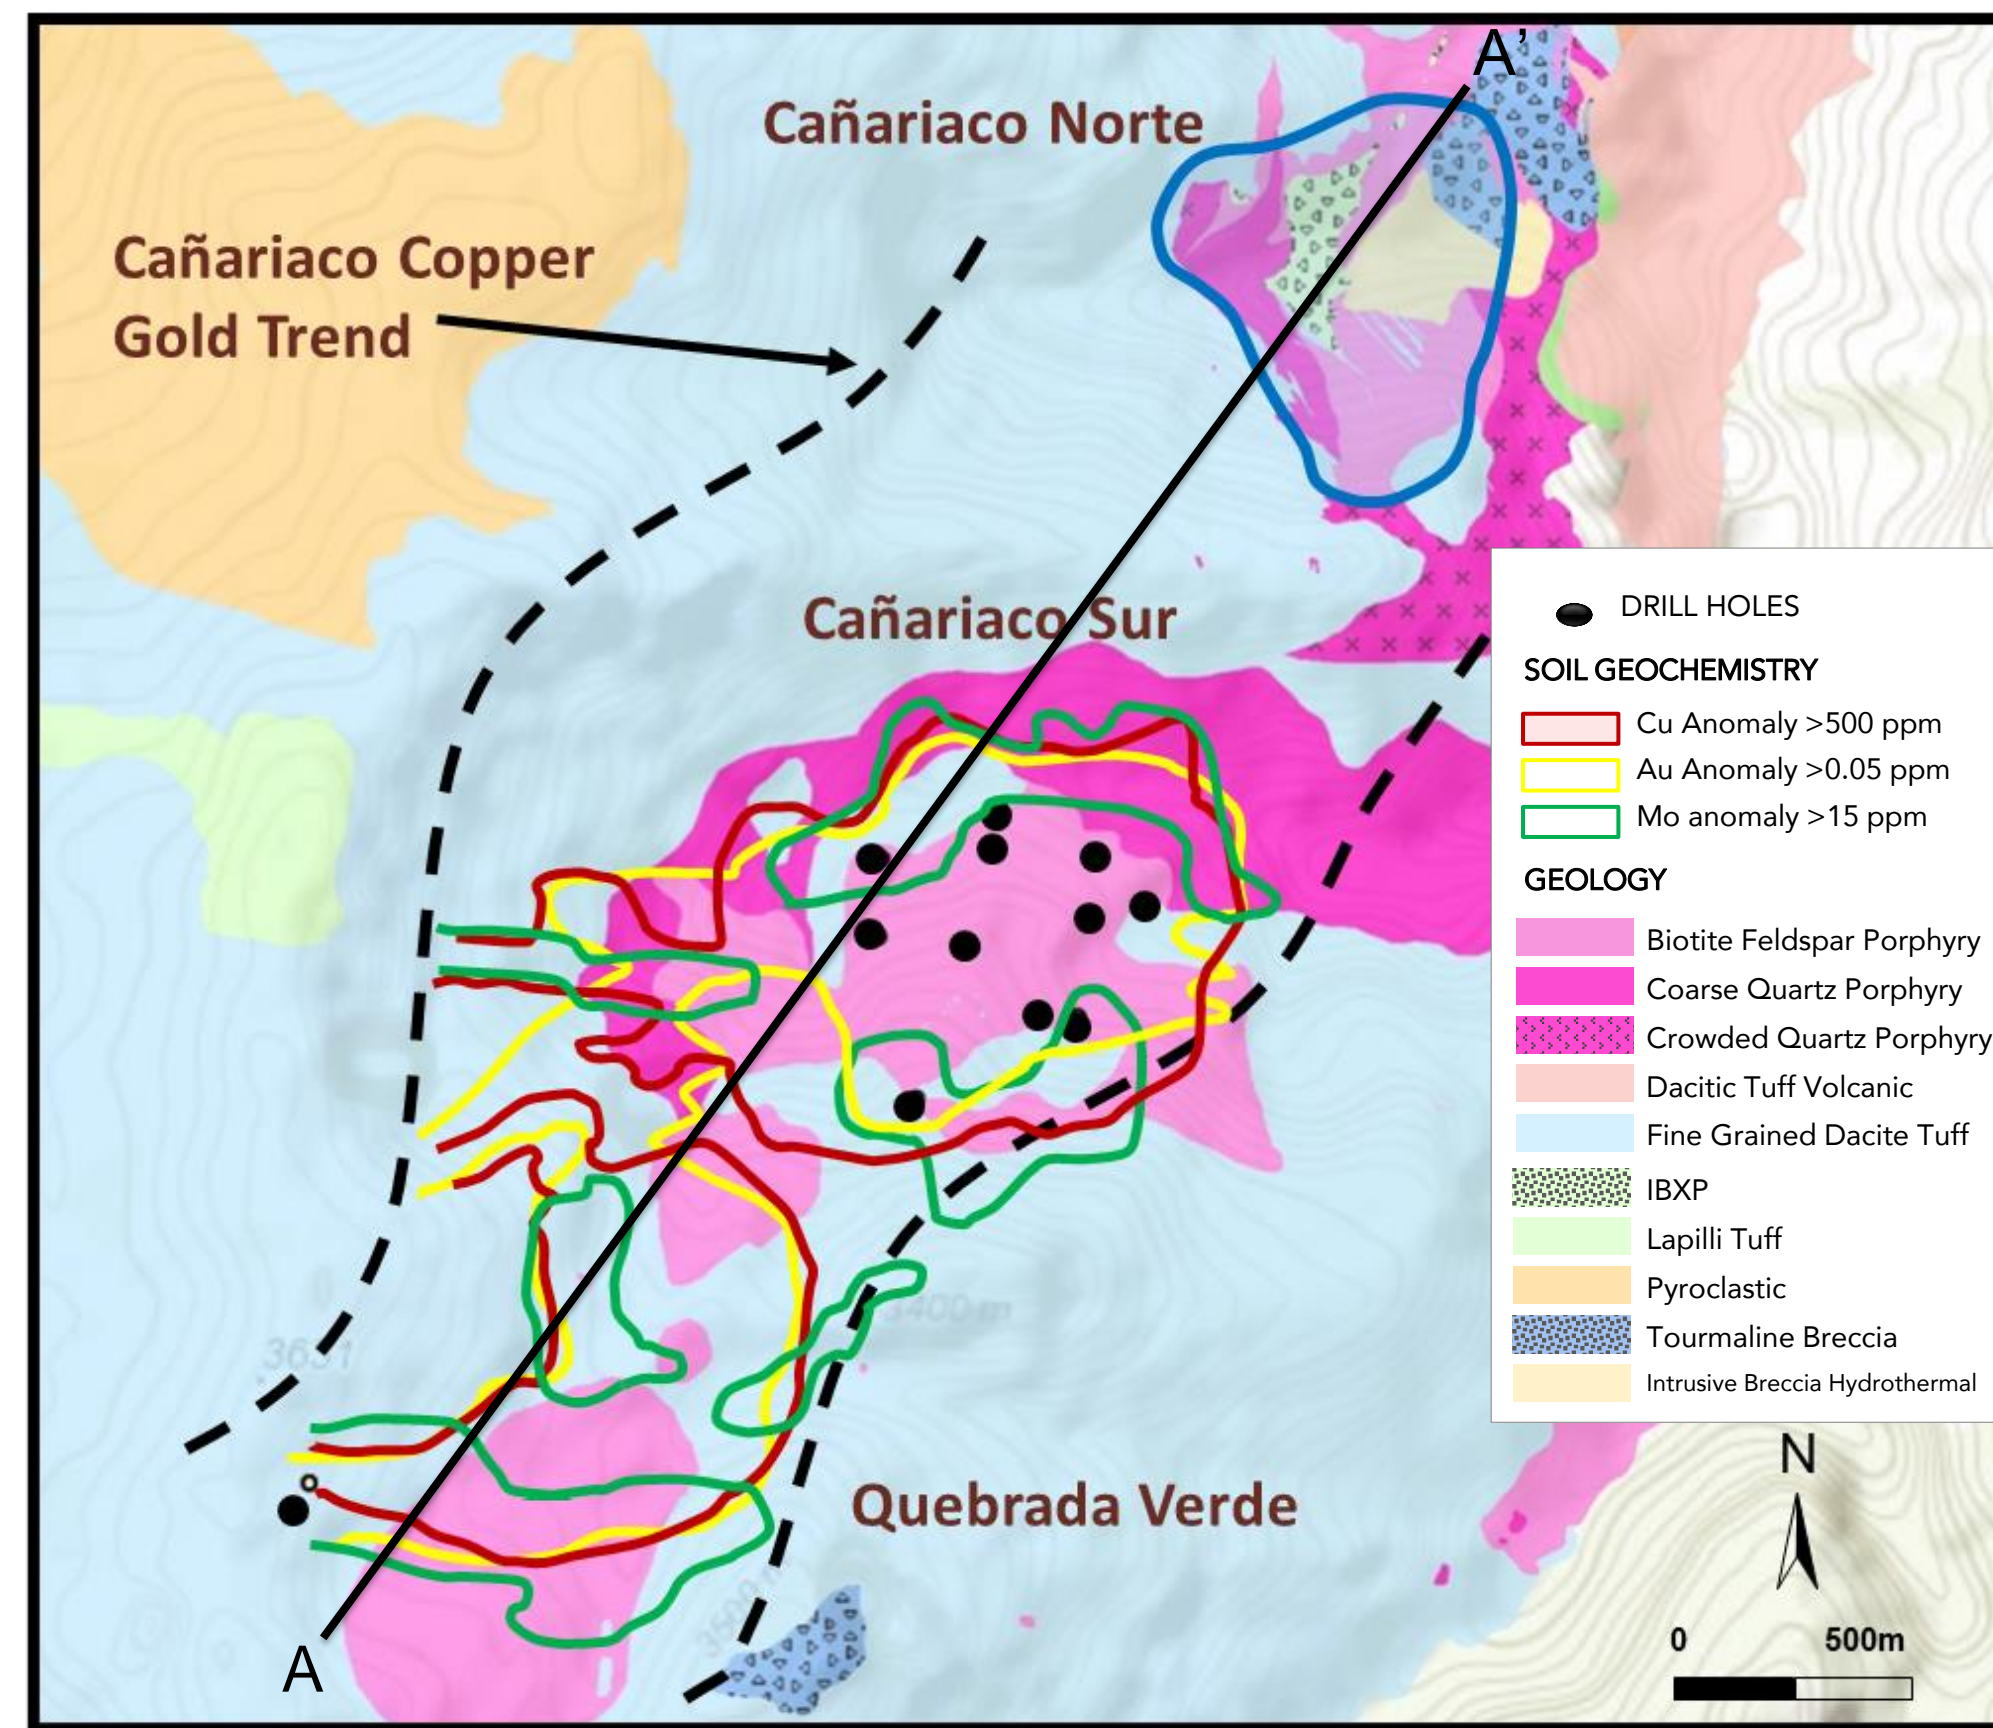 A’
Cañariaco Norte
Cañariaco Copper
Gold Trend
Cañariaco Sur
DRILL HOLES
SOIL GEOCHEMISTRY
Cu Anomaly >500 ppm
Au Anomaly >0.05 ppm
Mo anomaly >15 ppm
GEOLOGY
Biotite Feldspar Porphyry
Coarse Quartz Porphyry
Crowded Quartz Porphyry
Dacitic Tuff Volcanic
Fine Grained Dacite Tuff
IBXP
Lapilli Tuff
Pyroclastic
Tourmaline Breccia
Intrusive Breccia Hydrothermal
3400 m
3631
Quebrada Verde
N
A
0 500m